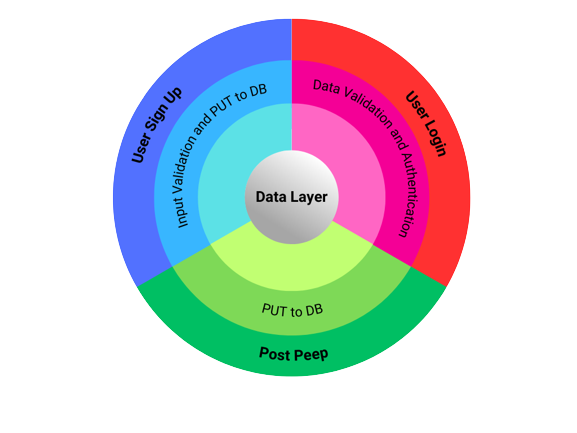 User Sign Up
Input Validation and PUT to DB
User Login
Data Validation and Authentication
Data Layer
PUT to DB
Post Peep